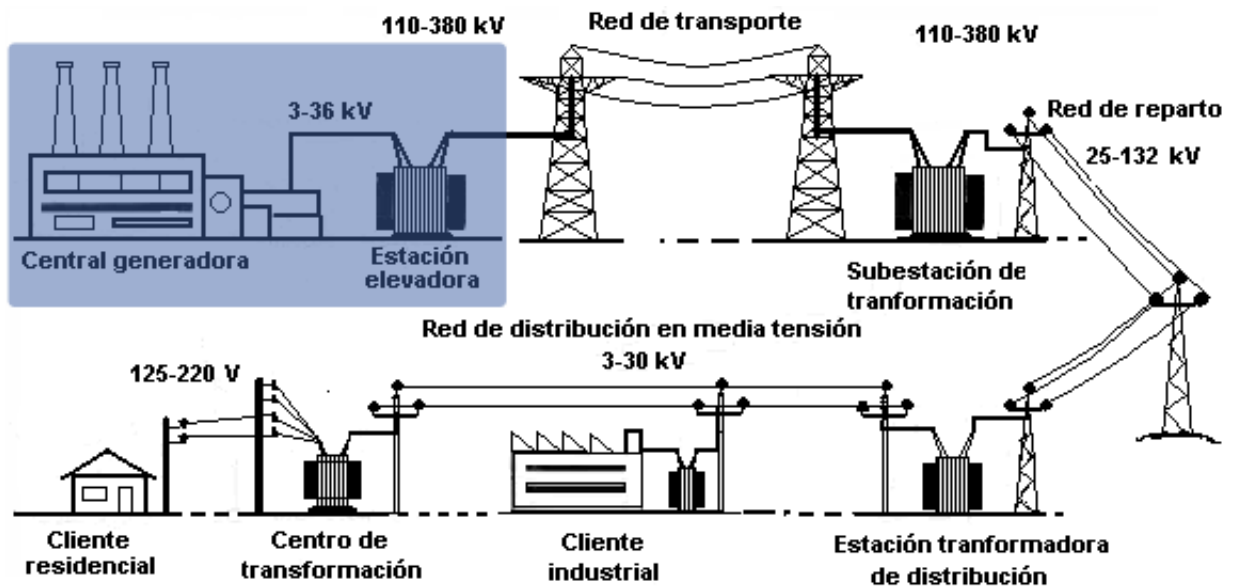 110-380 kV
Red de transporte
110-380 kV
3-36 kV
Red de reparto
25-132 kV
Central generadora
Estación
elevadora
Subestación de
tranformación
Red de distribución en media tensión
3-30 kV
125-220 V
Cliente
residencial
Centro de
transformación
Cliente
industrial
Estación tranformadora
de distribución